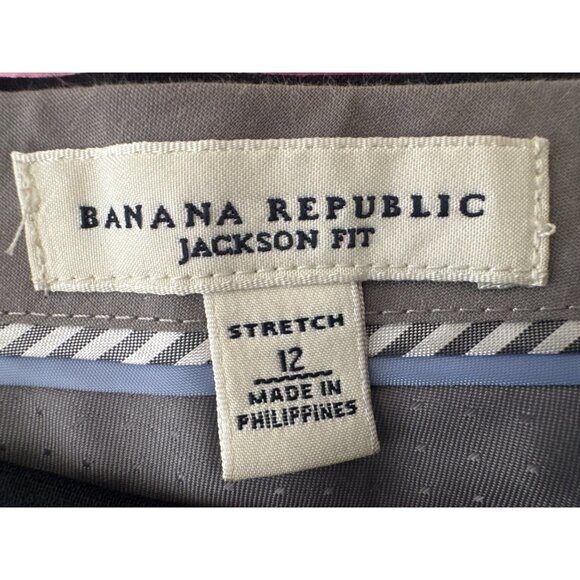 BANANA REPUBLIC
JACKSON FIT
STRETCH
12
MADE IN
PHILIPPINES